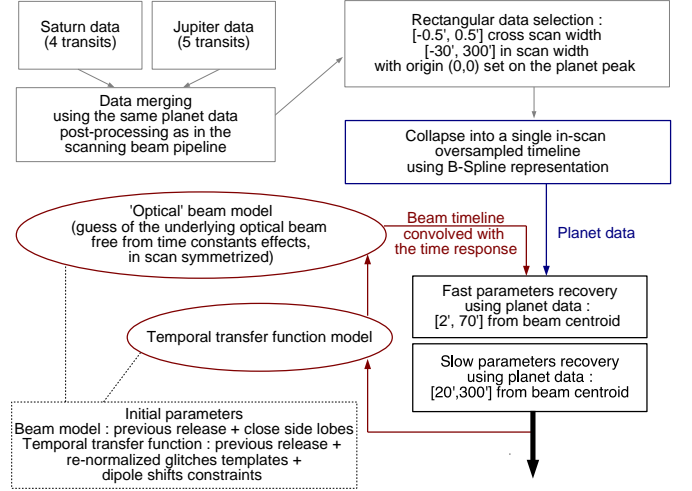 Saturn data
(4 transits)
Jupiter data
(5 transits)
Rectangular data selection :
[-0.5', 0.5'] cross scan width
[-30', 300'] in scan width
with origin (0,0) set on the planet peak
Data merging
using the same planet data
post-processing as in the
scanning beam pipeline
Collapse into a single in-scan
oversampled timeline
using B-Spline representation
'Optical' beam model
(guess of the underlying optical beam
free from time constants effects,
in scan symmetrized)
Beam timeline
convolved with
the time response
Planet data
Fast parameters recovery
using planet data :
[2', 70'] from beam centroid
Temporal transfer function model
Slow parameters recovery
using planet data :
[20',300'] from beam centroid
Initial parameters
Beam model : previous release + close side lobes
Temporal transfer function : previous release +
re-normalized glitches templates +
dipole shifts constraints